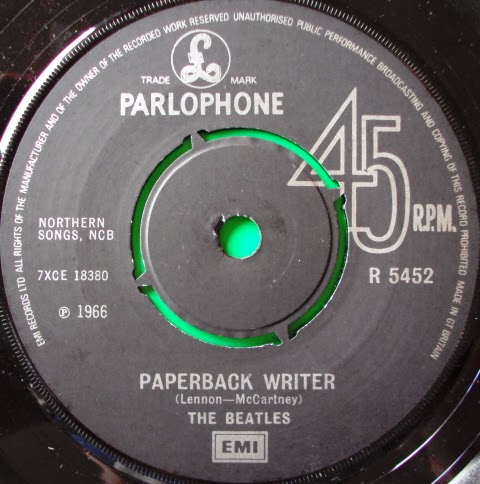 EMI RECORDS LTD ALL RIGHTS OF THE MANUFACTURER AND OF THE OWNER OF THE RECORDED WORK RESERVED UNAUTHORISED PUBLIC PERFORMANCE BROADCASTING AND COPYING OF THIS RECORD PROHIBITED MADE IN GT BRITAIN
£
TRADE MARK
PARLOPHONE
45 R.P.M.
NORTHERN
SONGS, NCB
7XCE 18380
R 5452
℗ 1966
PAPERBACK WRITER
(Lennon—McCartney)
THE BEATLES
EMI